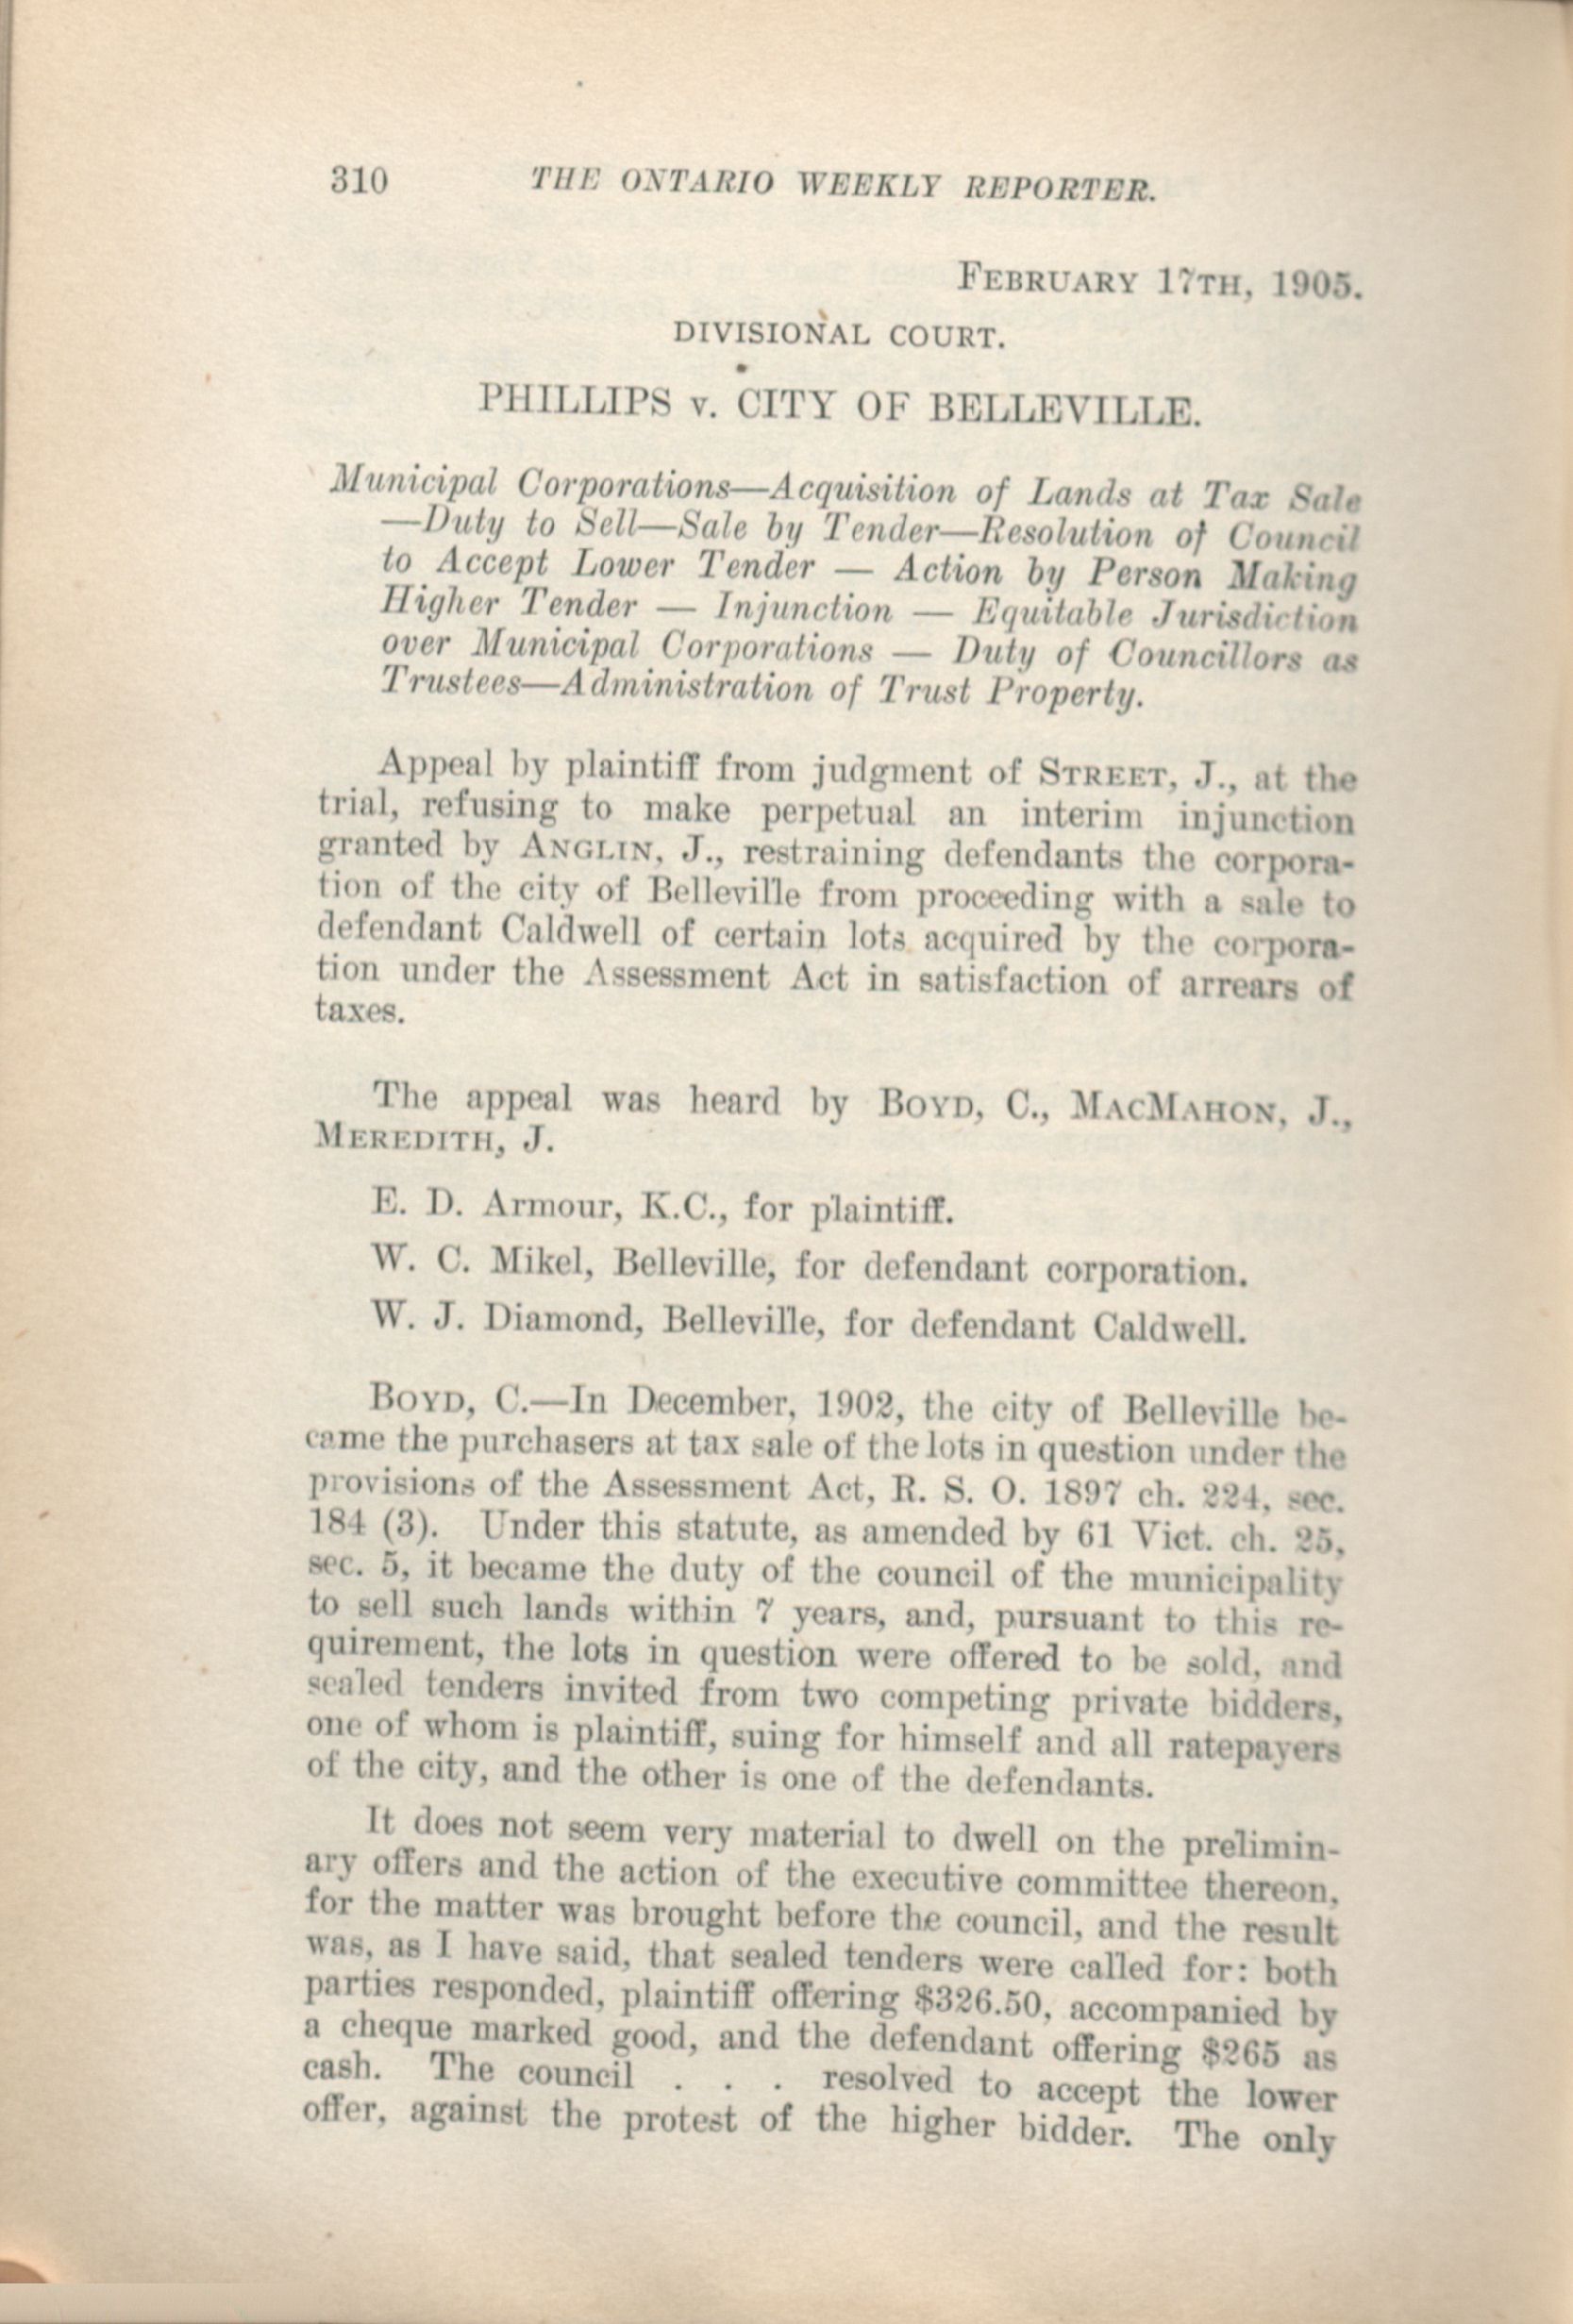 310 THE ONTARIO WEEKLY REPORTER.
FEBRUARY 17TH, 1905.
DIVISIONAL COURT.
PHILLIPS v. CITY OF BELLEVILLE.
Municipal Corporations—Acquisition of Lands at Tax Sale
—Duty to Sell—Sale by Tender—Resolution of Council
to Accept Lower Tender — Action by Person Making
Higher Tender — Injunction — Equitable Jurisdiction
over Municipal Corporations — Duty of Councillors as
Trustees—Administration of Trust Property.
Appeal by plaintiff from judgment of STREET, J., at the
trial, refusing to make perpetual an interim injunction
granted by ANGLIN, J., restraining defendants the corpora-
tion of the city of Belleville from proceeding with a sale to
defendant Caldwell of certain lots acquired by the corpora-
tion under the Assessment Act in satisfaction of arrears of
taxes.
The appeal was heard by BOYD, C., MACMAHON, J.,
MEREDITH, J.
E. D. Armour, K.C., for plaintiff.
W. C. Mikel, Belleville, for defendant corporation.
W. J. Diamond, Belleville, for defendant Caldwell.
BOYD, C.—In December, 1902, the city of Belleville be-
came the purchasers at tax sale of the lots in question under the
provisions of the Assessment Act, R. S. O. 1897 ch. 224, sec.
184 (3). Under this statute, as amended by 61 Vict. ch. 25,
sec. 5, it became the duty of the council of the municipality
to sell such lands within 7 years, and, pursuant to this re-
quirement, the lots in question were offered to be sold, and
sealed tenders invited from two competing private bidders,
one of whom is plaintiff, suing for himself and all ratepayers
of the city, and the other is one of the defendants.
It does not seem very material to dwell on the prelimin-
ary offers and the action of the executive committee thereon,
for the matter was brought before the council, and the result
was, as I have said, that sealed tenders were called for: both
parties responded, plaintiff offering $326.50, accompanied by
a cheque marked good, and the defendant offering $265 as
cash. The council . . . resolved to accept the lower
offer, against the protest of the higher bidder. The only